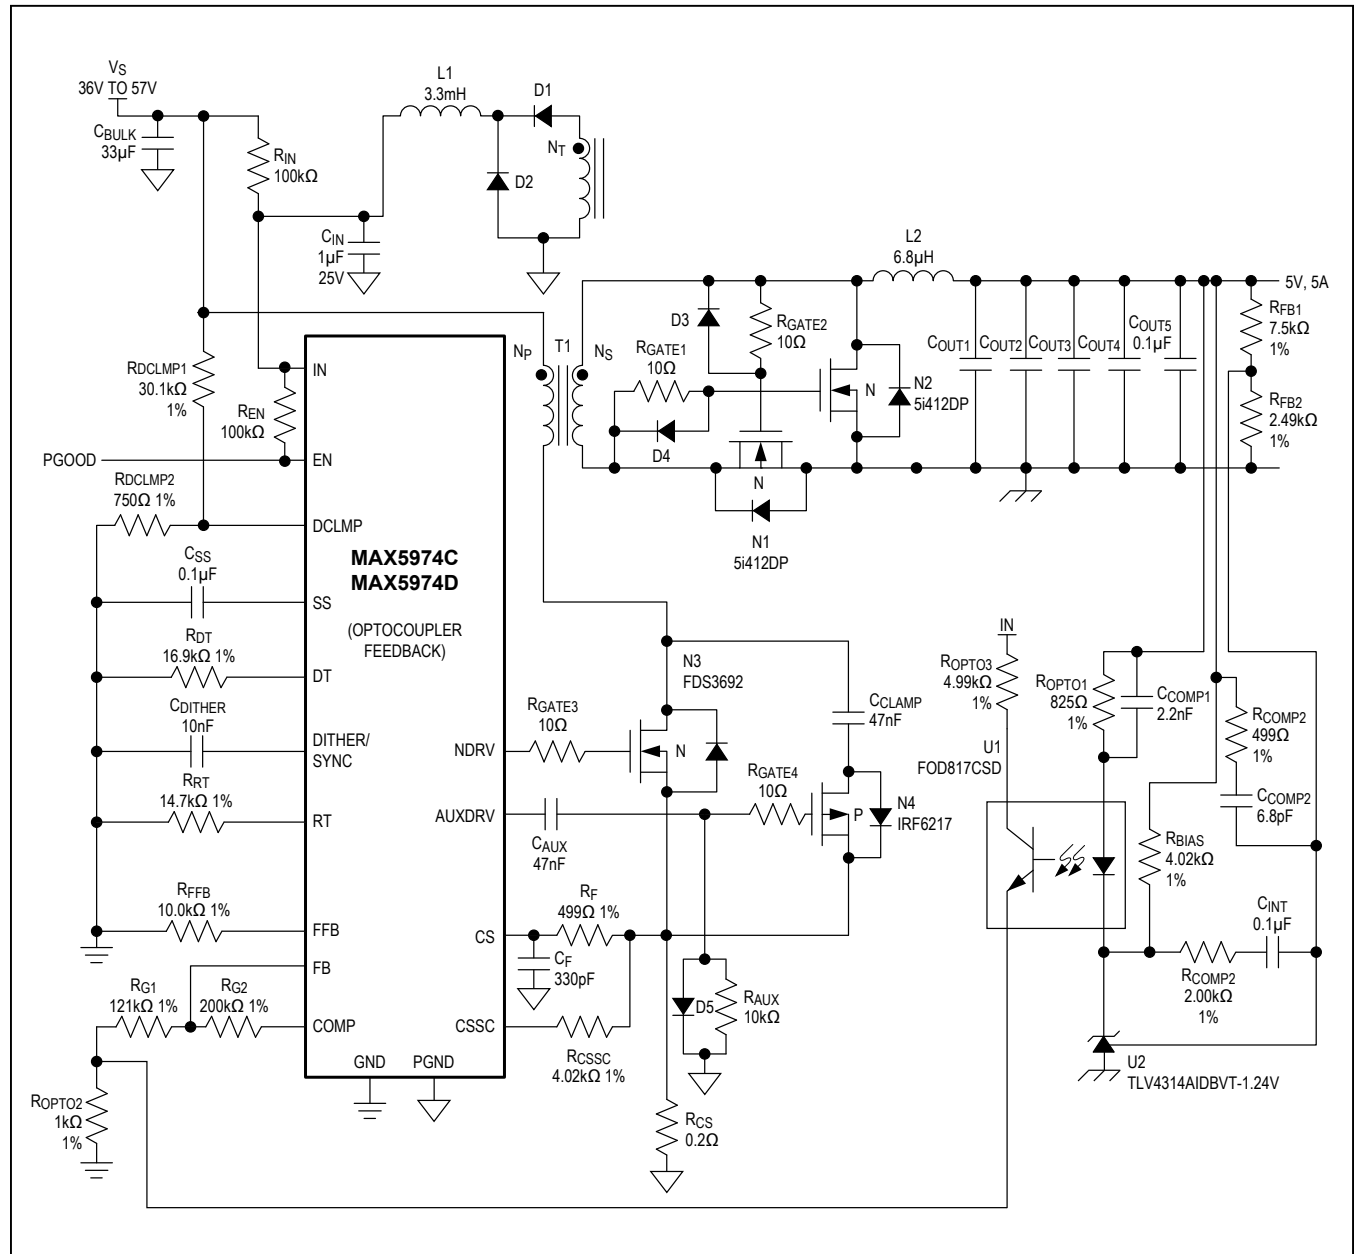 VS
36V TO 57V
CBULK
33µF
RIN
100kΩ
L1
3.3mH
D1
NT
D2
CIN
1µF
25V
L2
6.8µH
5V, 5A
D3
RGATE2
10Ω
RGATE1
10Ω
D4
N
N2
5i412DP
N
N1
5i412DP
COUT1
COUT2
COUT3
COUT4
COUT5
0.1µF
RFB1
7.5kΩ
1%
RFB2
2.49kΩ
1%
NP
T1
NS
RDCLMP1
30.1kΩ
1%
REN
100kΩ
PGOOD
RDCLMP2
750Ω 1%
CSS
0.1µF
RDT
16.9kΩ 1%
CDITHER
10nF
RRT
14.7kΩ 1%
RFFB
10.0kΩ 1%
RG1
121kΩ 1%
RG2
200kΩ 1%
ROPTO2
1kΩ
1%
IN
EN
DCLMP
SS
DT
DITHER/
SYNC
RT
FFB
FB
COMP
GND
PGND
MAX5974C
MAX5974D
(OPTOCOUPLER
FEEDBACK)
NDRV
AUXDRV
CS
CSSC
RGATE3
10Ω
N3
FDS3692
N
CCLAMP
47nF
RGATE4
10Ω
P
N4
IRF6217
CAUX
47nF
RF
499Ω 1%
CF
330pF
RCSSC
4.02kΩ 1%
D5
RAUX
10kΩ
RCS
0.2Ω
IN
ROPTO3
4.99kΩ
1%
U1
FOD817CSD
ROPTO1
825Ω
1%
CCOMP1
2.2nF
RCOMP2
499Ω
1%
CCOMP2
6.8pF
RBIAS
4.02kΩ
1%
CINT
0.1µF
RCOMP2
2.00kΩ
1%
U2
TLV4314AIDBVT-1.24V